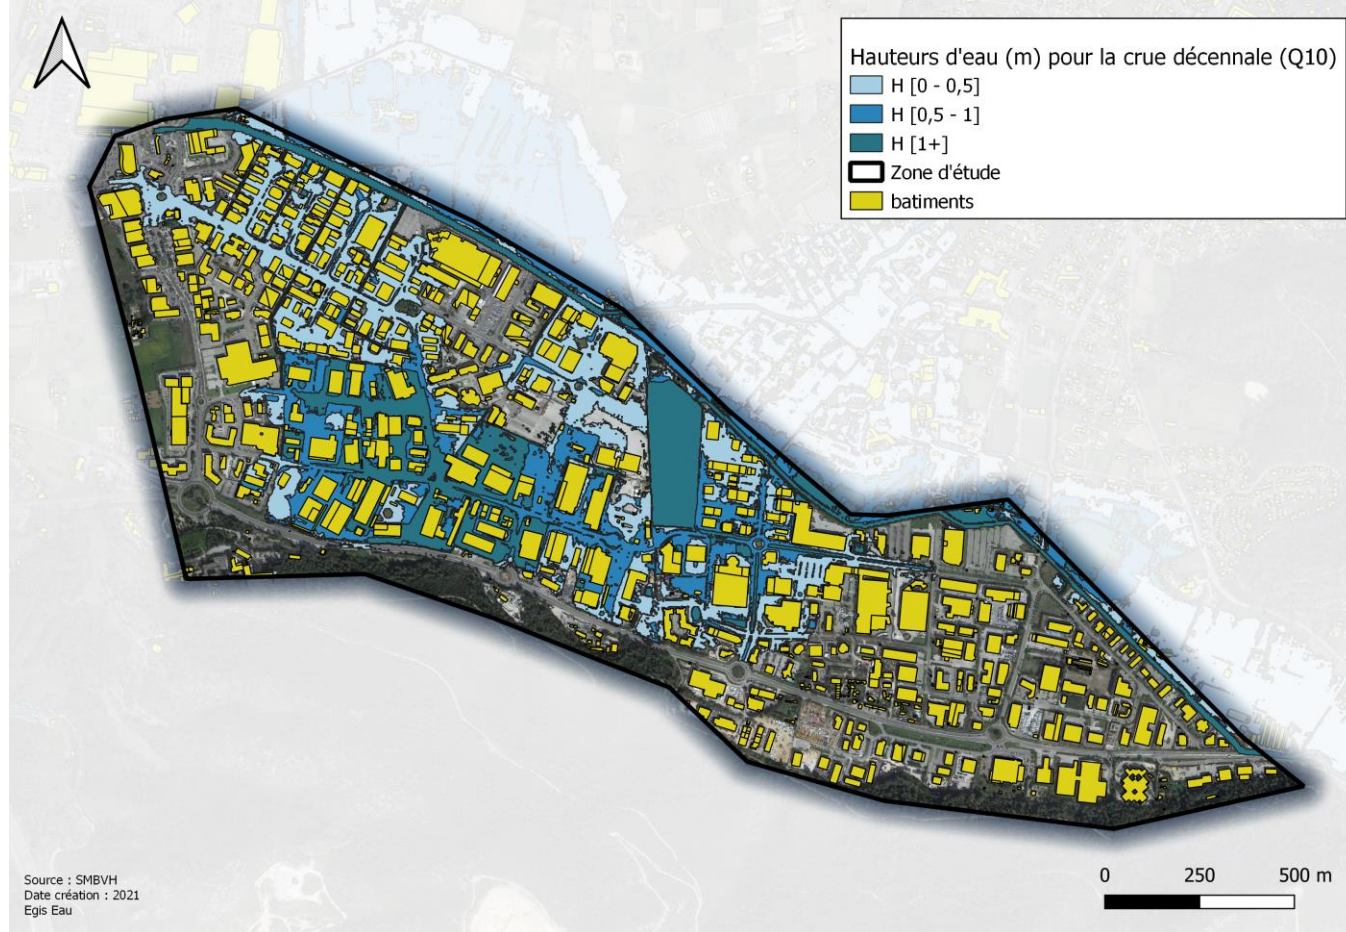 Hauteurs d'eau (m) pour la crue décennale (Q10)
H [0 - 0,5]
H [0,5 - 1]
H [1+]
Zone d'étude
batiments
Source : SMBVH
Date création : 2021
Egis Eau
0 250 500 m